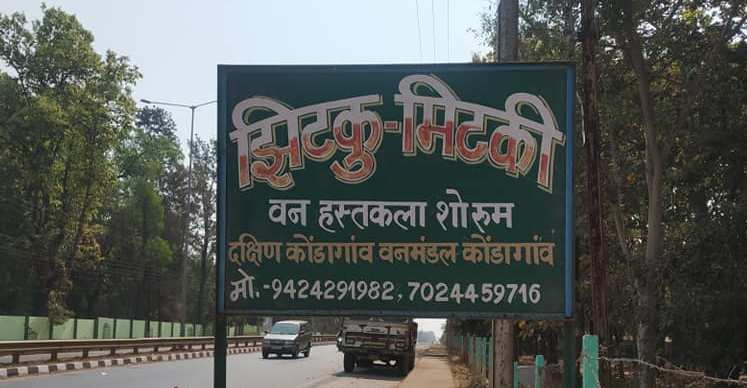 झिटकु-मिटकी
वन हस्तकला शोरुम
दक्षिण कोंडागांव वनमंडल कोंडागांव
मो.-9424291982, 7024459716